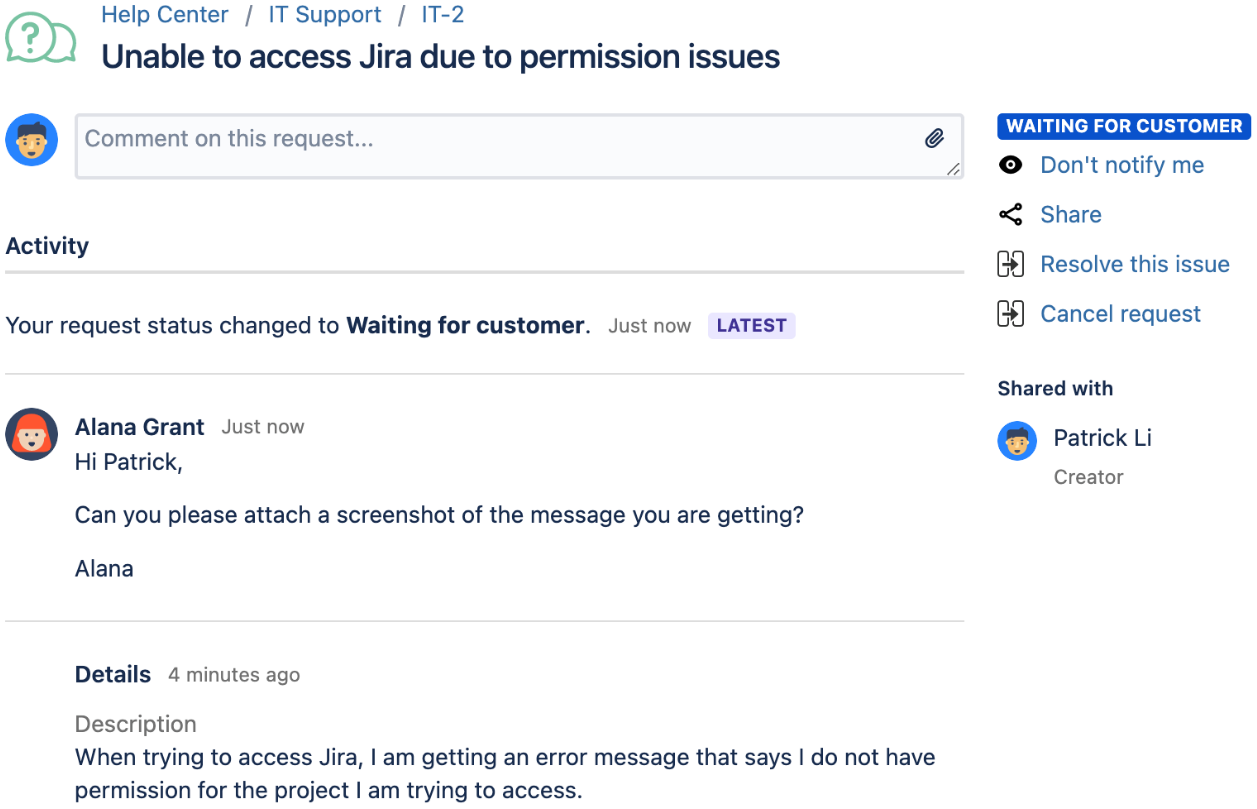 Help Center / IT Support / IT-2
Unable to access Jira due to permission issues
Comment on this request...
WAITING FOR CUSTOMER
Don't notify me
Share
Resolve this issue
Cancel request
Shared with
Patrick Li
Creator
Activity
Your request status changed to Waiting for customer. Just now LATEST
Alana Grant Just now
Hi Patrick,
Can you please attach a screenshot of the message you are getting?
Alana
Details 4 minutes ago
Description
When trying to access Jira, I am getting an error message that says I do not have
permission for the project I am trying to access.